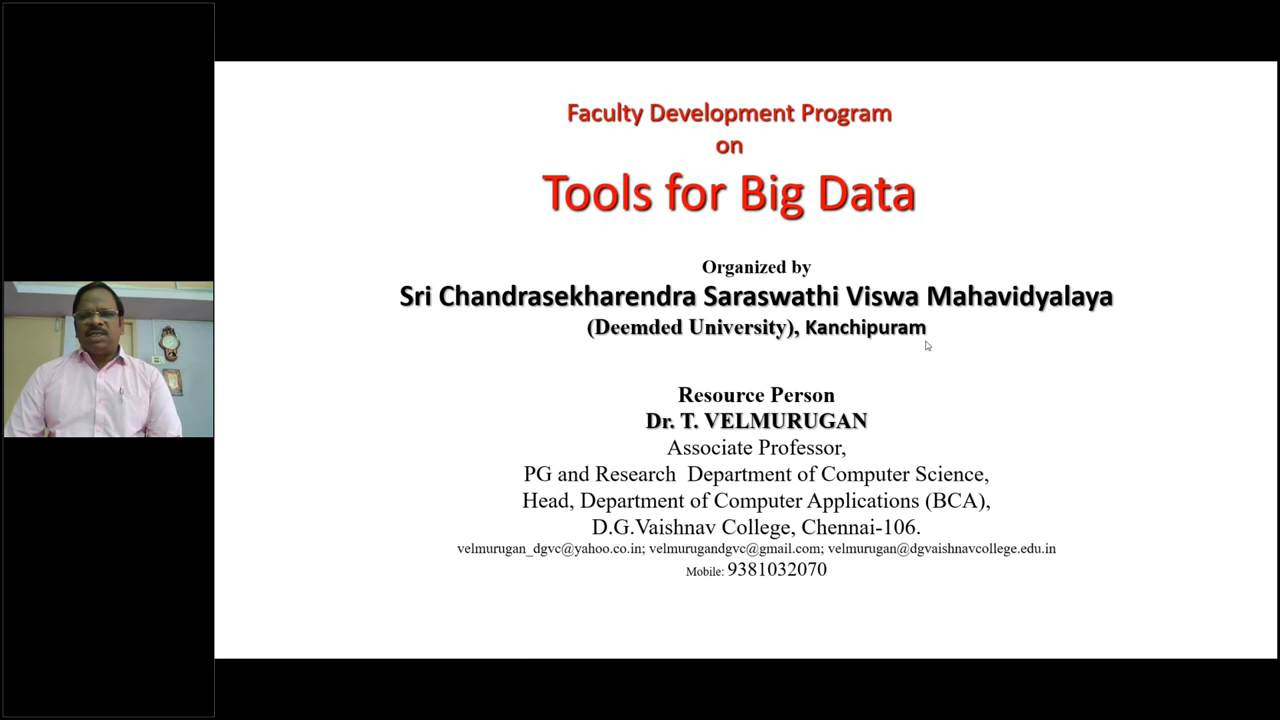 Faculty Development Program
on
Tools for Big Data
Organized by
Sri Chandrasekharendra Saraswathi Viswa Mahavidyalaya
(Deemded University), Kanchipuram
Resource Person
Dr. T. VELMURUGAN
Associate Professor,
PG and Research Department of Computer Science,
Head, Department of Computer Applications (BCA),
D.G.Vaishnav College, Chennai-106.
velmurugan_dgvc@yahoo.co.in; velmurugandgvc@gmail.com; velmurugan@dgvaishnavcollege.edu.in
Mobile: 9381032070